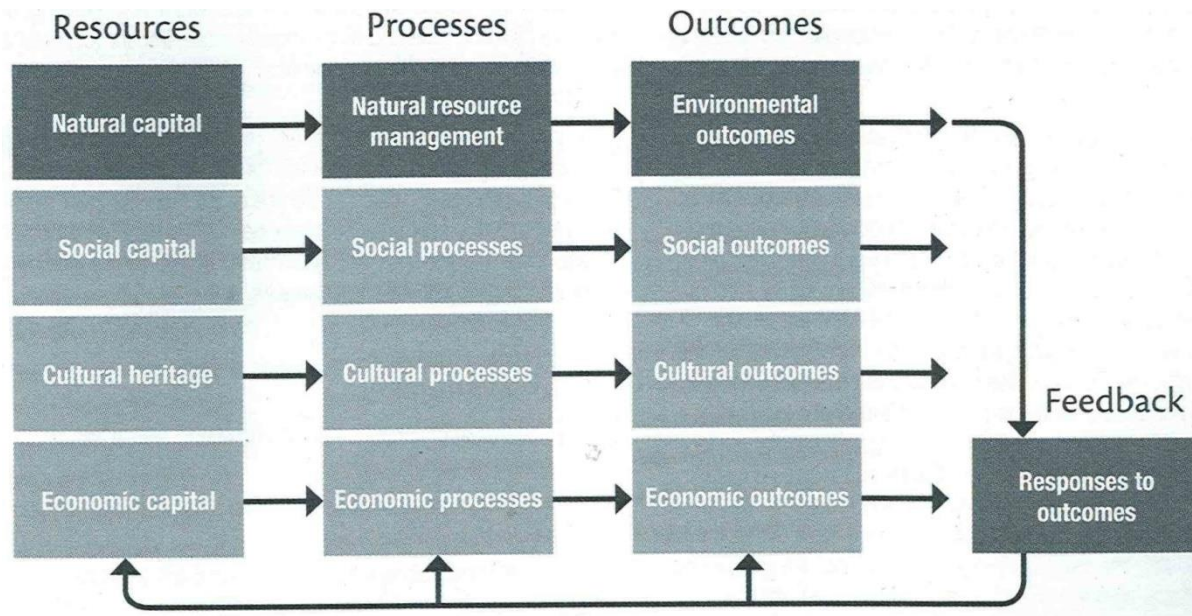 Resources
Processes
Outcomes
Natural capital
Natural resource
management
Environmental
outcomes
Social capital
Social processes
Social outcomes
Cultural heritage
Cultural processes
Cultural outcomes
Feedback
Economic capital
Economic processes
Economic outcomes
Responses to
outcomes